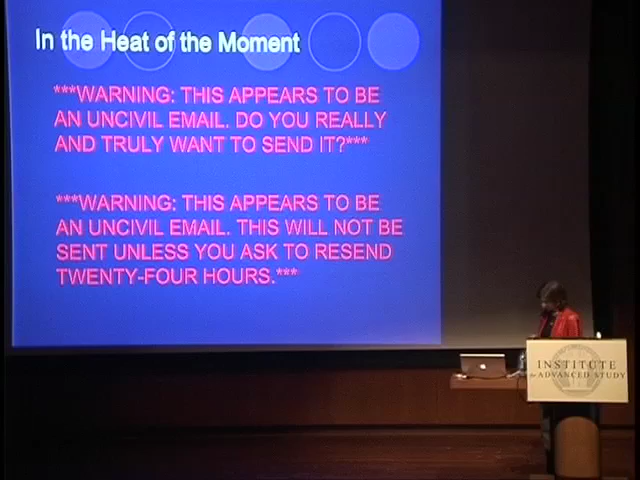 In the Heat of the Moment
***WARNING: THIS APPEARS TO BE
AN UNCIVIL EMAIL. DO YOU REALLY
AND TRULY WANT TO SEND IT?***
***WARNING: THIS APPEARS TO BE
AN UNCIVIL EMAIL. THIS WILL NOT BE
SENT UNLESS YOU ASK TO RESEND
TWENTY-FOUR HOURS.***
INSTITUTE
for ADVANCED STUDY